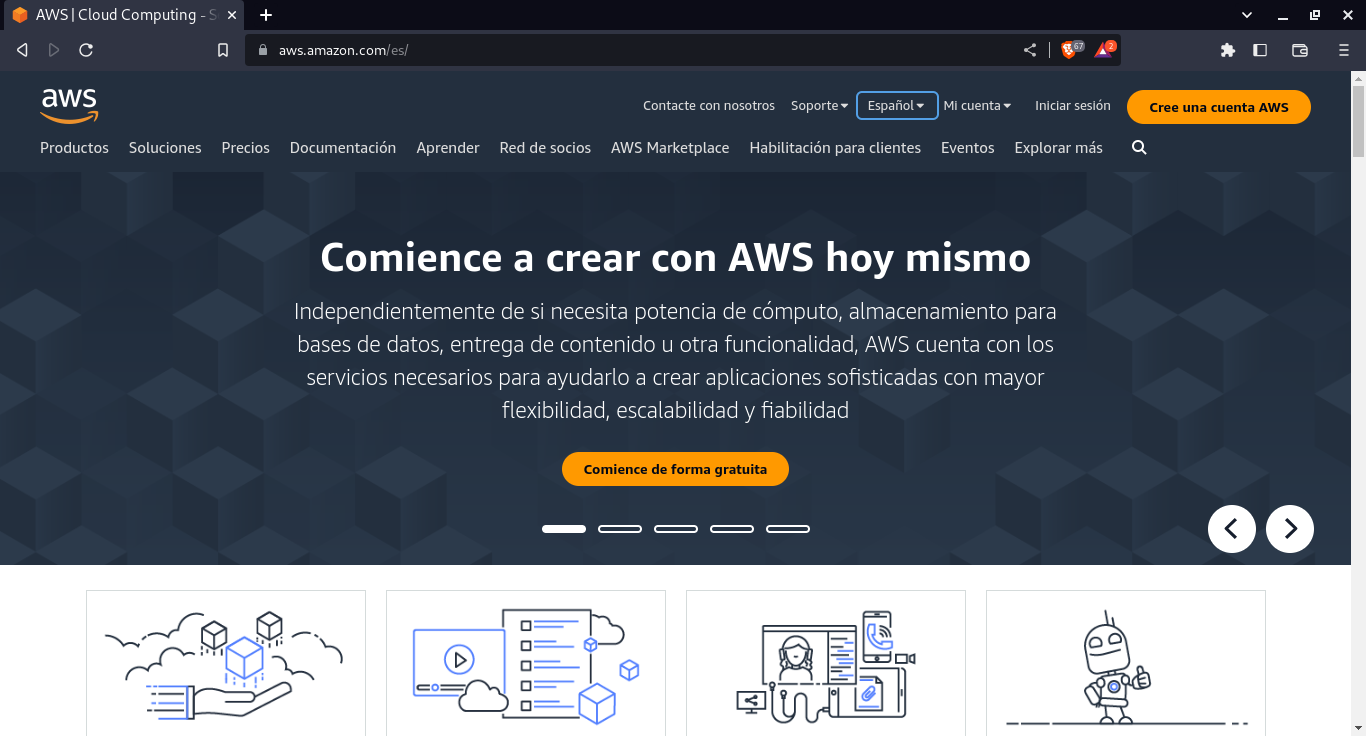 AWS | Cloud Computing - S
aws.amazon.com/es/
67
2
aws
Contacte con nosotros Soporte Español Mi cuenta Iniciar sesión Cree una cuenta AWS
Productos Soluciones Precios Documentación Aprender Red de socios AWS Marketplace Habilitación para clientes Eventos Explorar más
Comience a crear con AWS hoy mismo
Independientemente de si necesita potencia de cómputo, almacenamiento para
bases de datos, entrega de contenido u otra funcionalidad, AWS cuenta con los
servicios necesarios para ayudarlo a crear aplicaciones sofisticadas con mayor
flexibilidad, escalabilidad y fiabilidad
Comience de forma gratuita